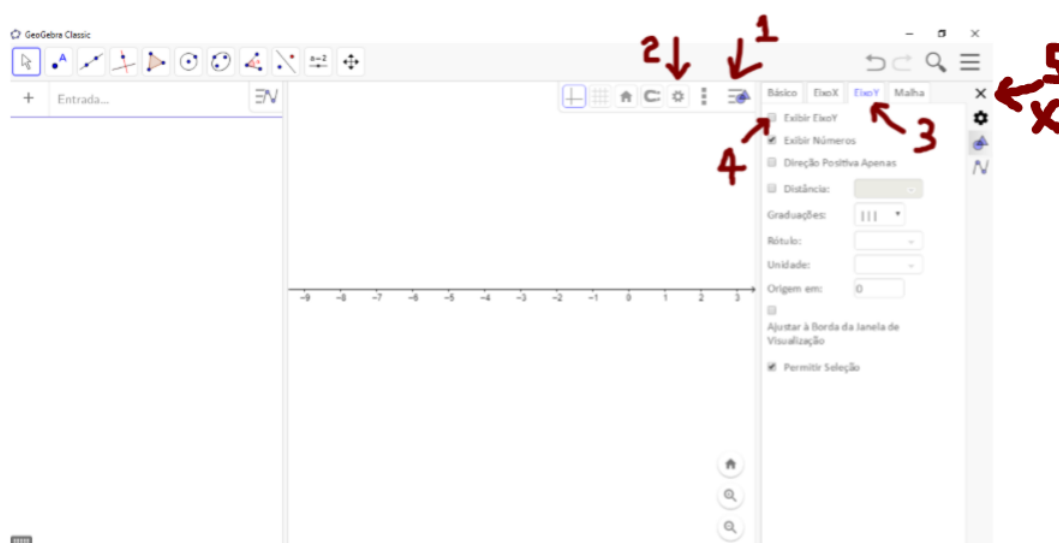 GeoGebra Classic
1
2
a=2
Entrada...
Básico EixoX EixoY Malha
5
X
3
4
Exibir EixoY
Exibir Números
Direção Positiva Apenas
Distância:
Graduações: | | |
Rótulo:
Unidade:
Origem em: 0
Ajustar à Borda da Janela de
Visualização
Permitir Seleção
-9 -8 -7 -6 -5 -4 -3 -2 -1 0 1 2 3